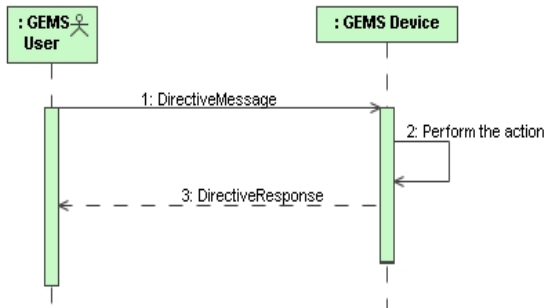 : GEMS
User
: GEMS Device
1: DirectiveMessage
2: Perform the action
3: DirectiveResponse